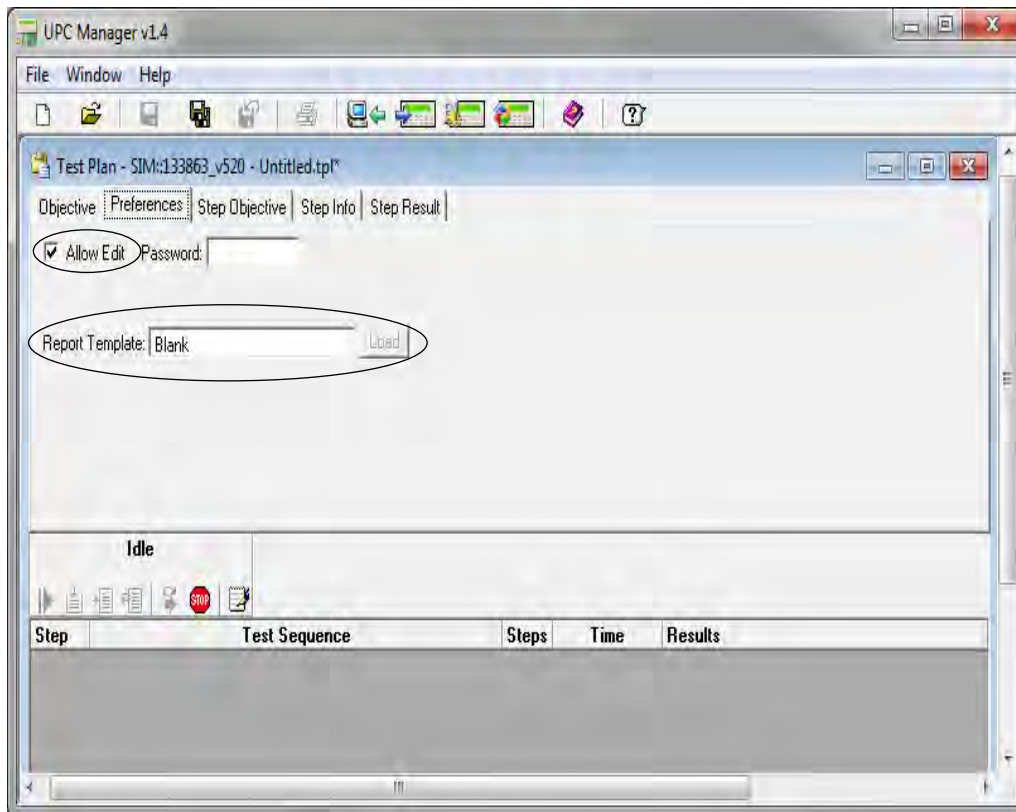 UPC Manager v1.4
File Window Help
Test Plan - SIM::133863_v520 - Untitled.tpl*
Objective Preferences Step Objective Step Info Step Result
Allow Edit Password:
Report Template: Blank Load
Idle
STOP
Step Test Sequence Steps Time Results